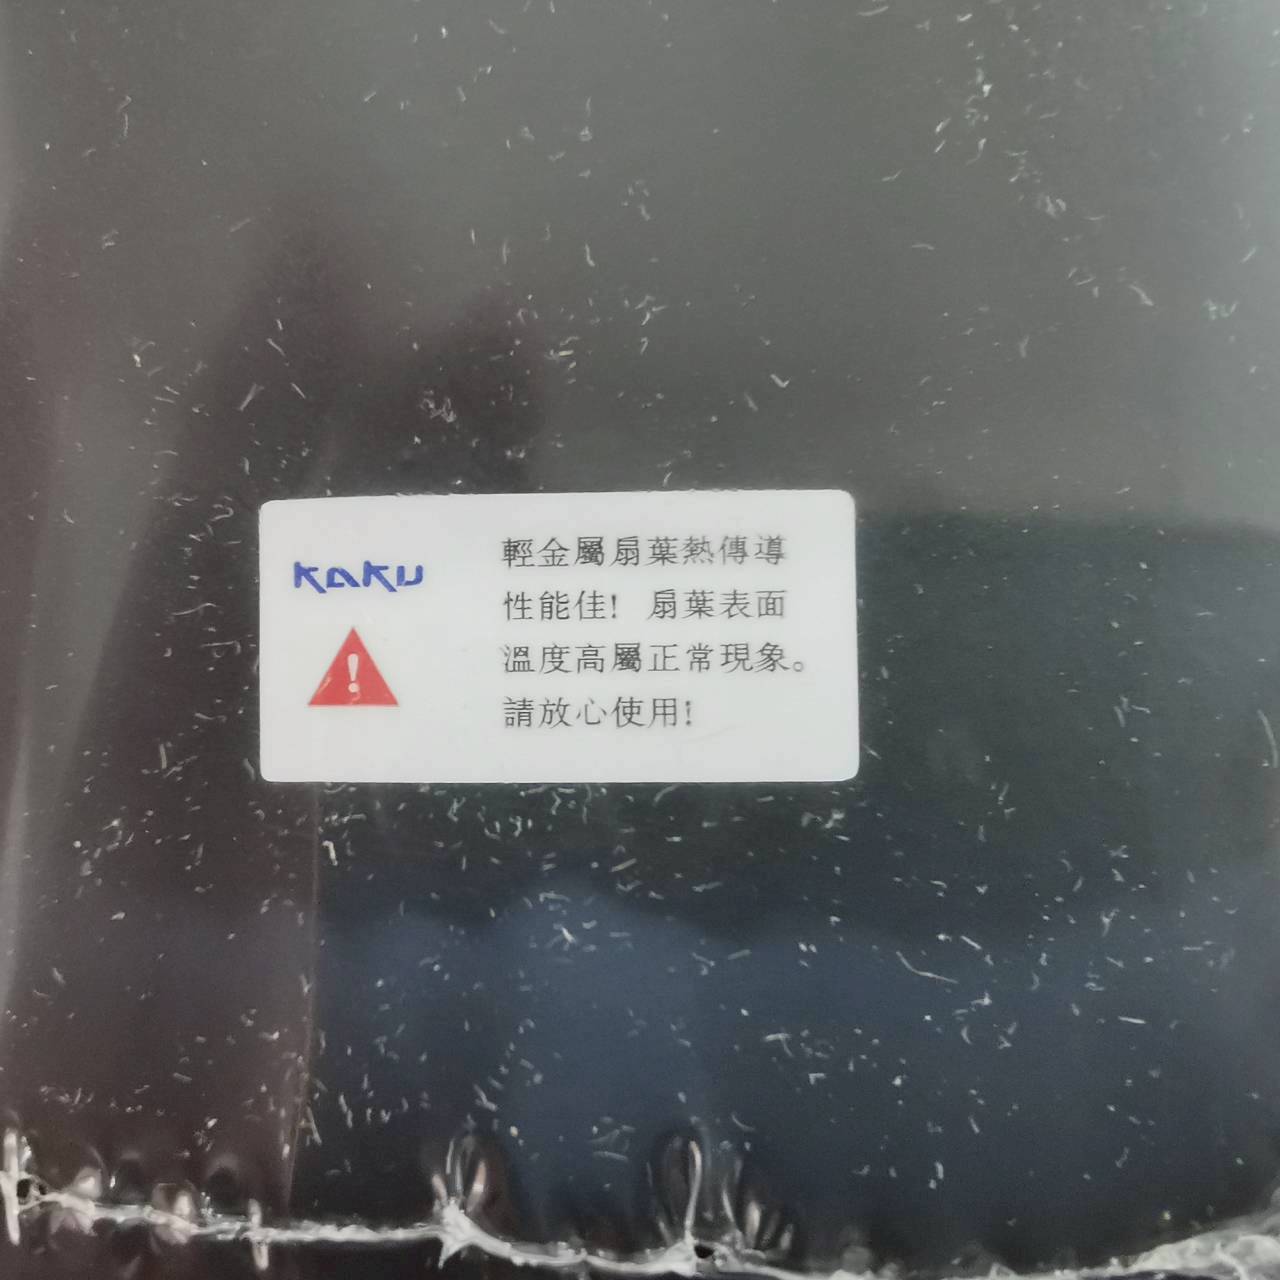 KAKU
輕金屬扇葉熱傳導
性能佳! 扇葉表面
溫度高屬正常現象。
請放心使用!